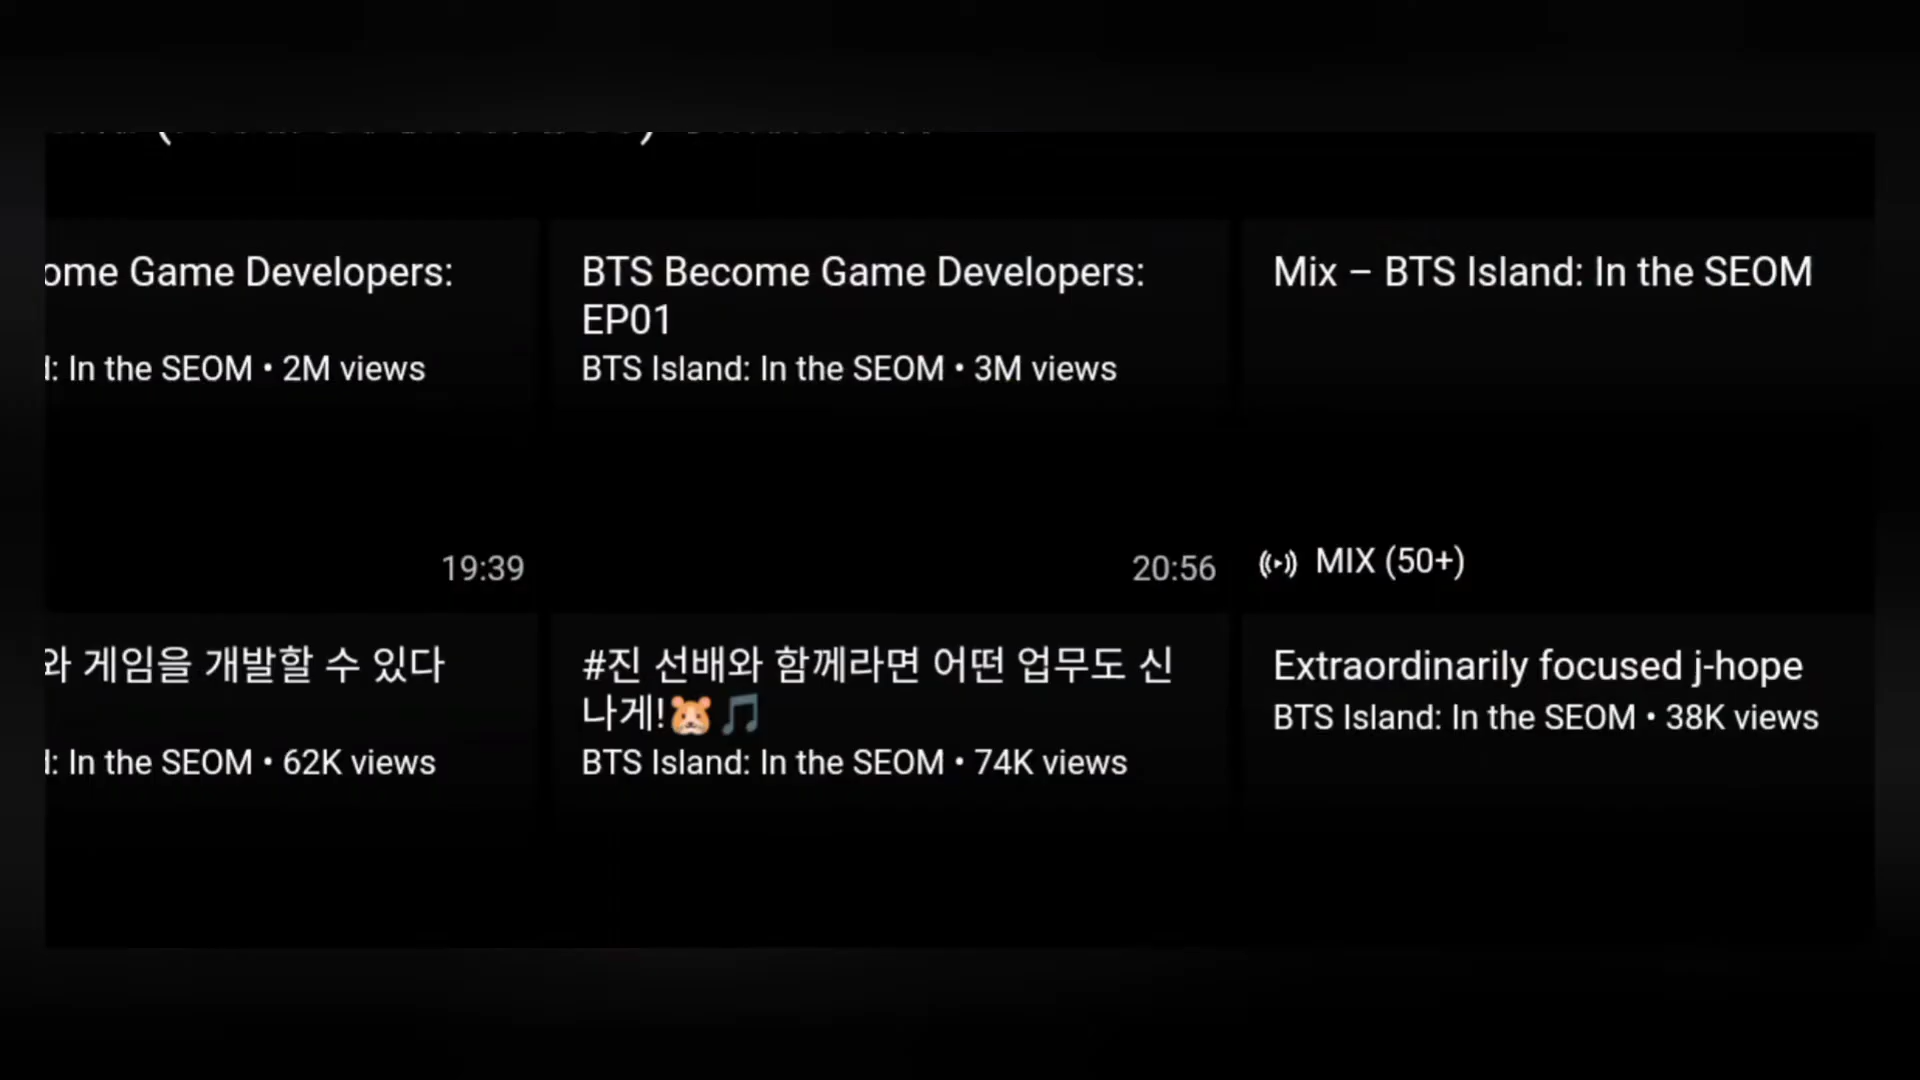 ome Game Developers:
: In the SEOM • 2M views
19:39
BTS Become Game Developers:
EP01
BTS Island: In the SEOM • 3M views
20:56
Mix – BTS Island: In the SEOM
MIX (50+)
와 게임을 개발할 수 있다
: In the SEOM • 62K views
#진 선배와 함께라면 어떤 업무도 신
나게!🐹🎵
BTS Island: In the SEOM • 74K views
Extraordinarily focused j-hope
BTS Island: In the SEOM • 38K views